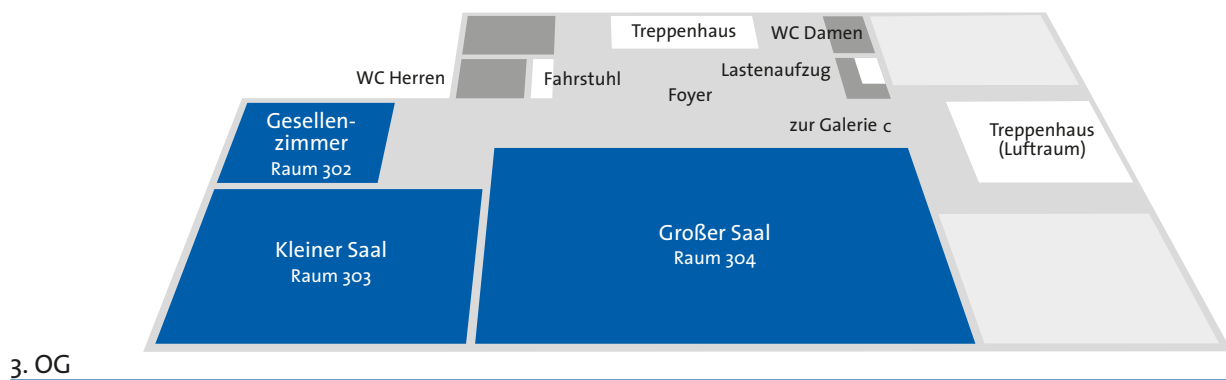 Treppenhaus
WC Damen
WC Herren
Fahrstuhl
Lastenaufzug
Foyer
Gesellen-
zimmer
Raum 302
zur Galerie c
Treppenhaus
(Luftraum)
Kleiner Saal
Raum 303
Großer Saal
Raum 304
3. OG